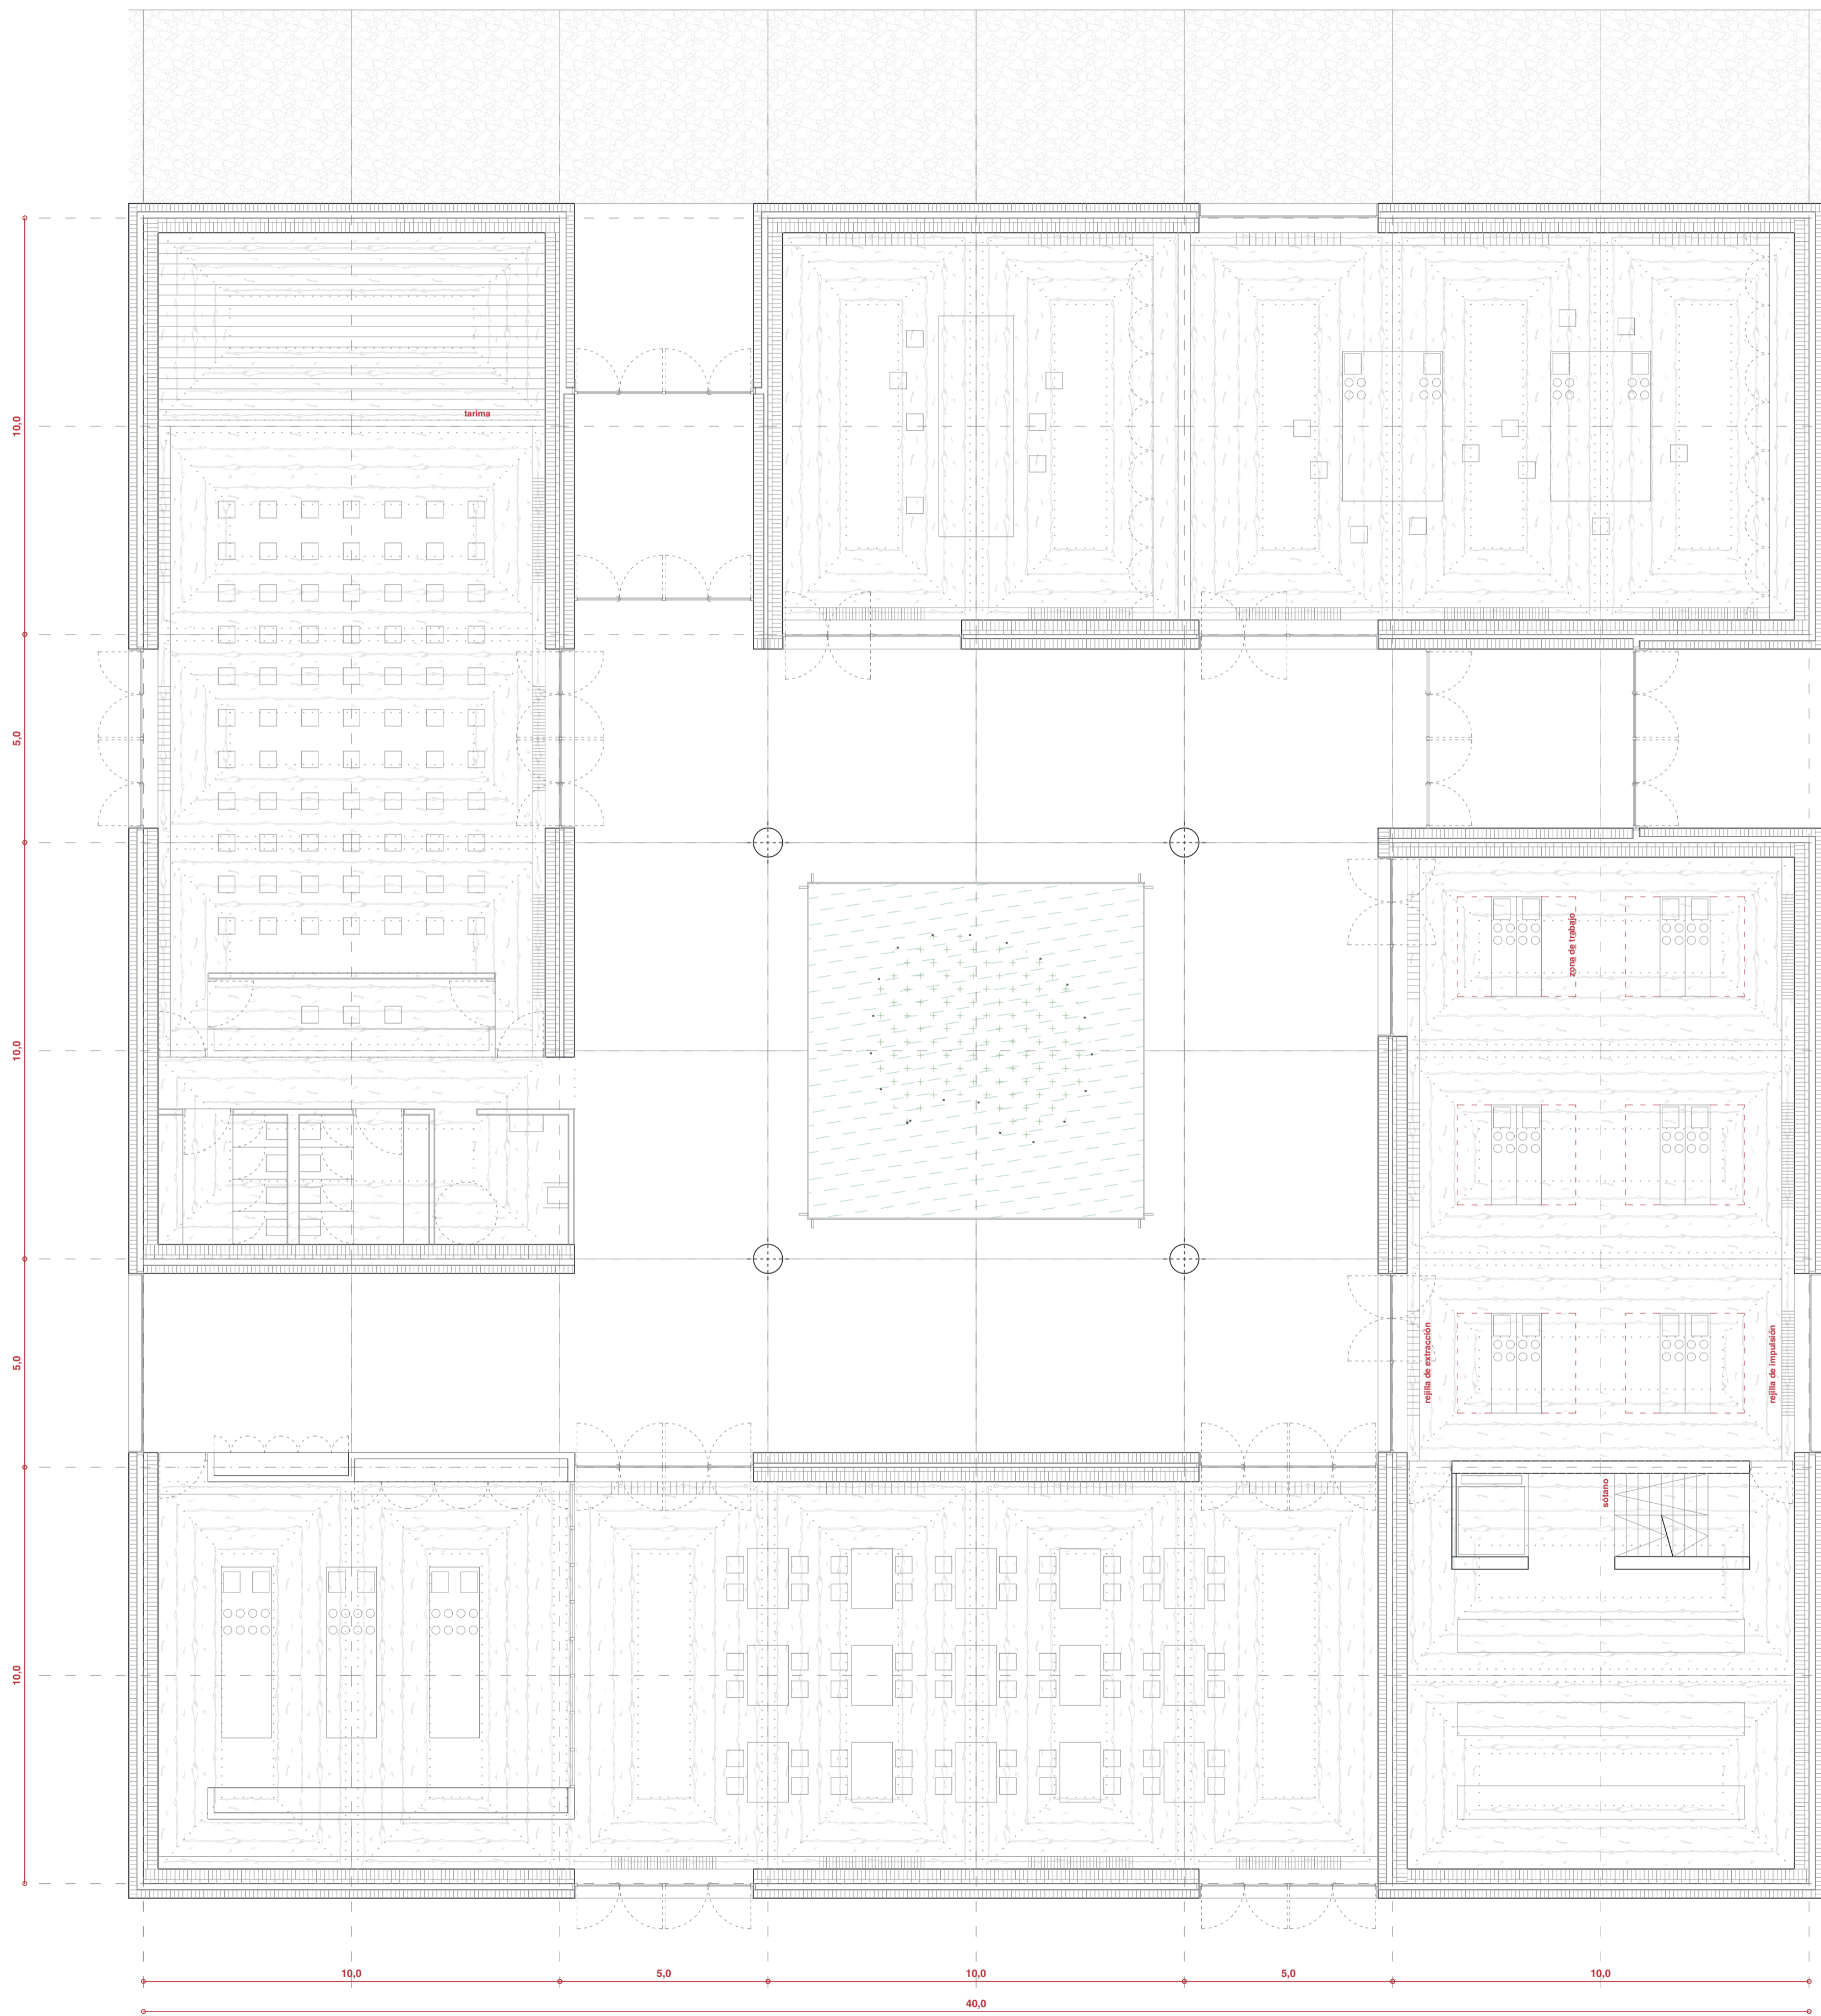 tarima
10,0
5,0
zona de trabajo
10,0
rejilla de extracción
rejilla de impulsión
5,0
sótano
10,0
10,0
5,0
10,0
5,0
10,0
40,0